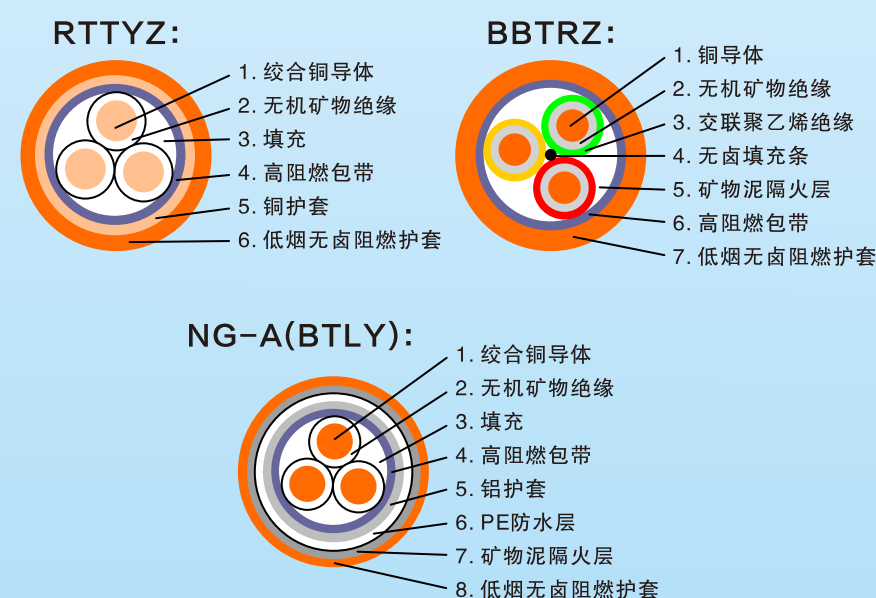 RTTYZ:
1. 绞合铜导体
2. 无机矿物绝缘
3. 填充
4. 高阻燃包带
5. 铜护套
6. 低烟无卤阻燃护套
BBTRZ:
1. 铜导体
2. 无机矿物绝缘
3. 交联聚乙烯绝缘
4. 无卤填充条
5. 矿物泥隔火层
6. 高阻燃包带
7. 低烟无卤阻燃护套
NG-A(BTLY):
1. 绞合铜导体
2. 无机矿物绝缘
3. 填充
4. 高阻燃包带
5. 铝护套
6. PE防水层
7. 矿物泥隔火层
8. 低烟无卤阻燃护套